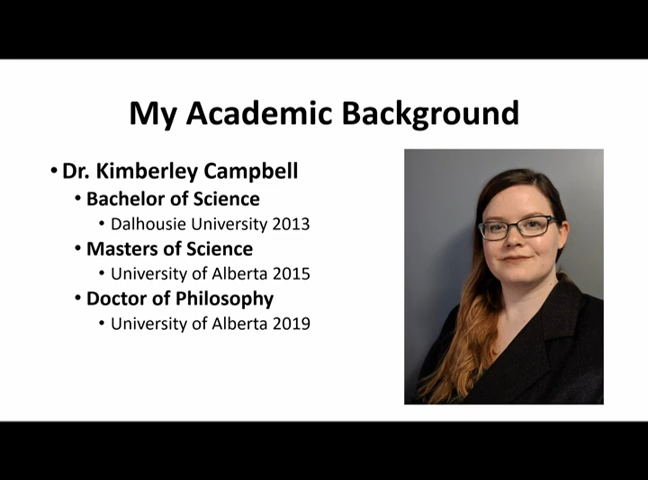 My Academic Background
• Dr. Kimberley Campbell
• Bachelor of Science
• Dalhousie University 2013
• Masters of Science
• University of Alberta 2015
• Doctor of Philosophy
• University of Alberta 2019